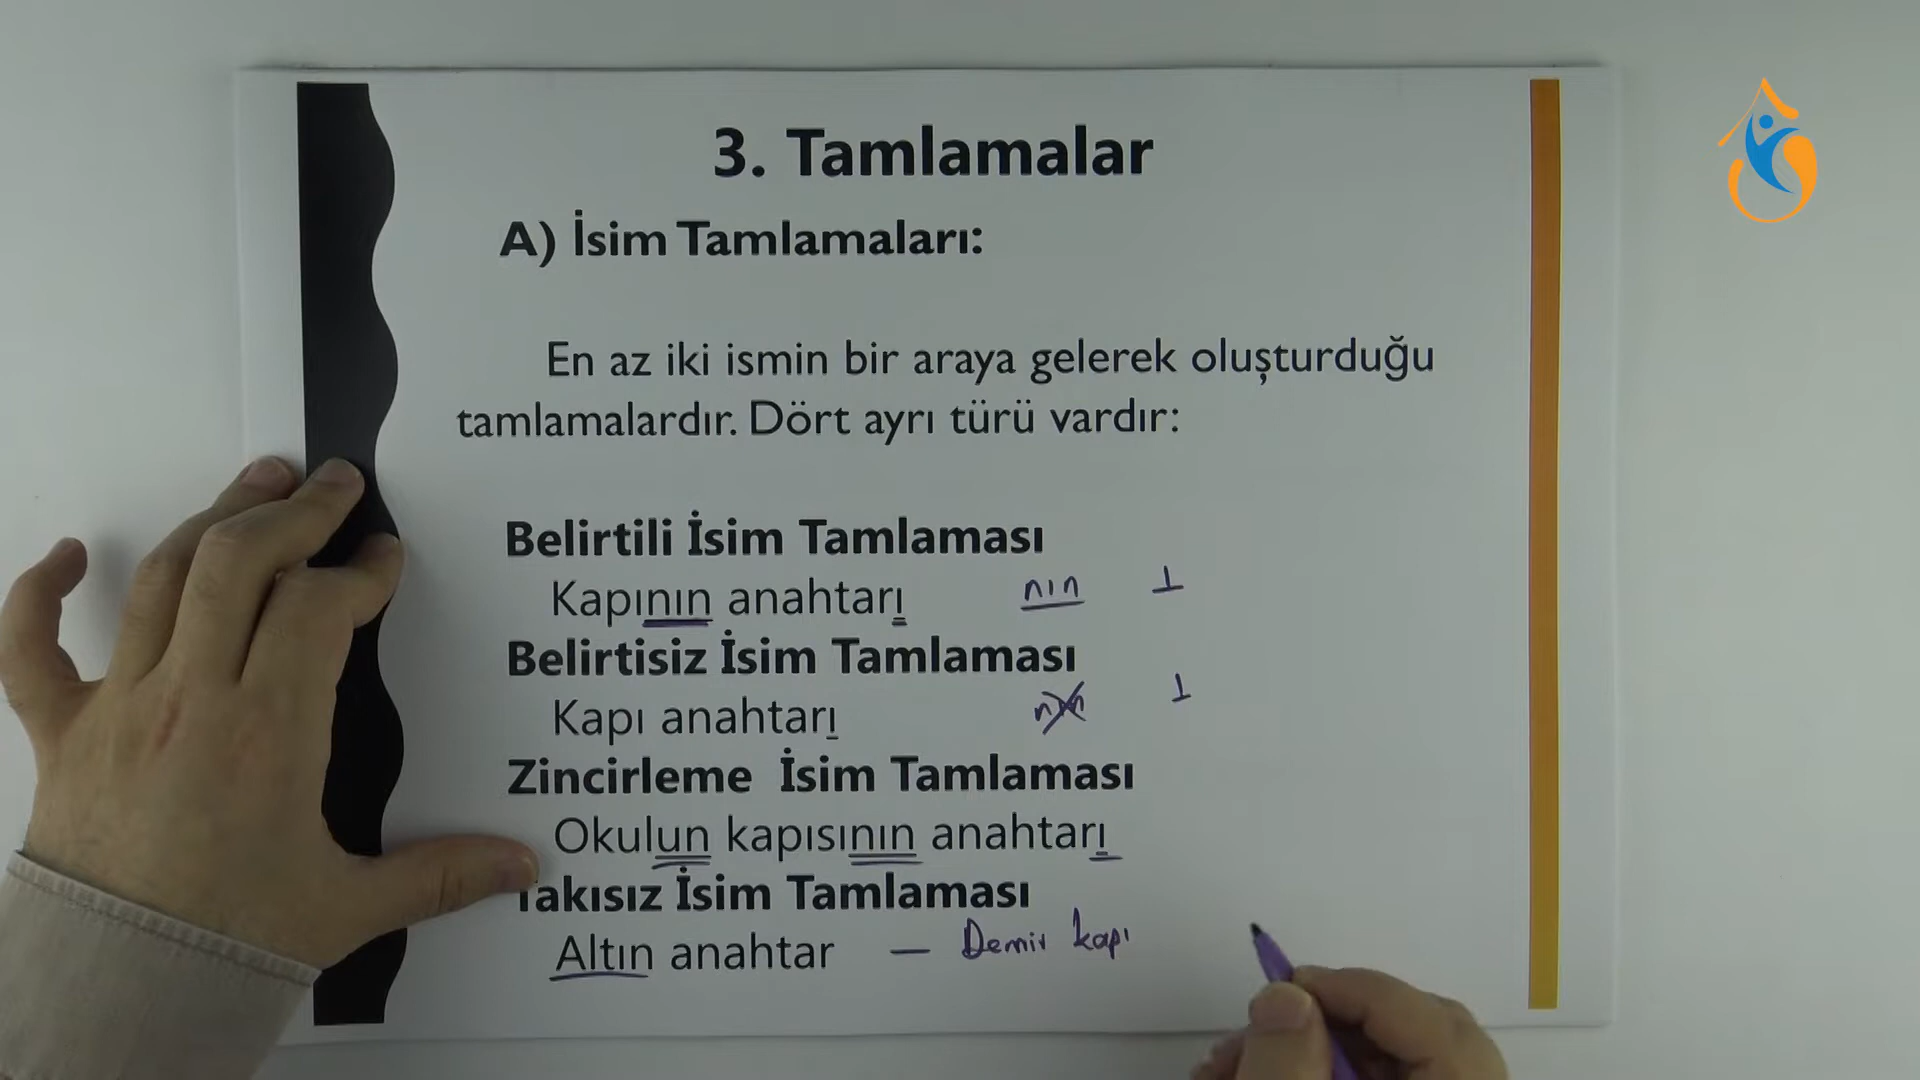 3. Tamlamalar
A) İsim Tamlamaları:
En az iki ismin bir araya gelerek oluşturduğu
tamlamalardır. Dört ayrı türü vardır:
Belirtili İsim Tamlaması
Kapının anahtarı nın ı
Belirtisiz İsim Tamlaması
Kapı anahtarı nın ı
Zincirleme İsim Tamlaması
Okulun kapısının anahtarı
Takısız İsim Tamlaması
Altın anahtar — Demir kapı